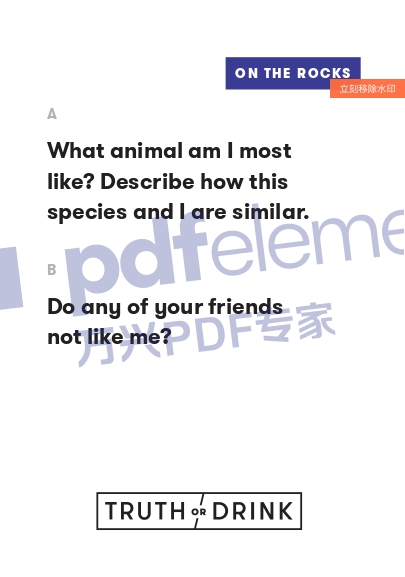 ON THE ROCKS
立刻移除水印
A
What animal am I most
like? Describe how this
species and I are similar.
pdfeleme
B
Do any of your friends
not like me?
万兴PDF专家
TRUTH OR DRINK